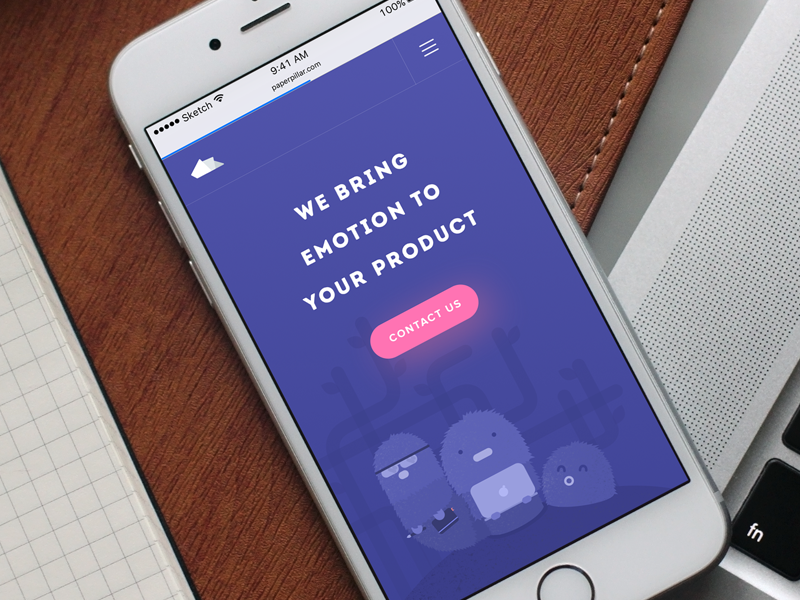 ●●●●● Sketch 9:41 AM 100%
paperpillar.com
WE BRING
EMOTION TO
YOUR PRODUCT
CONTACT US
fn